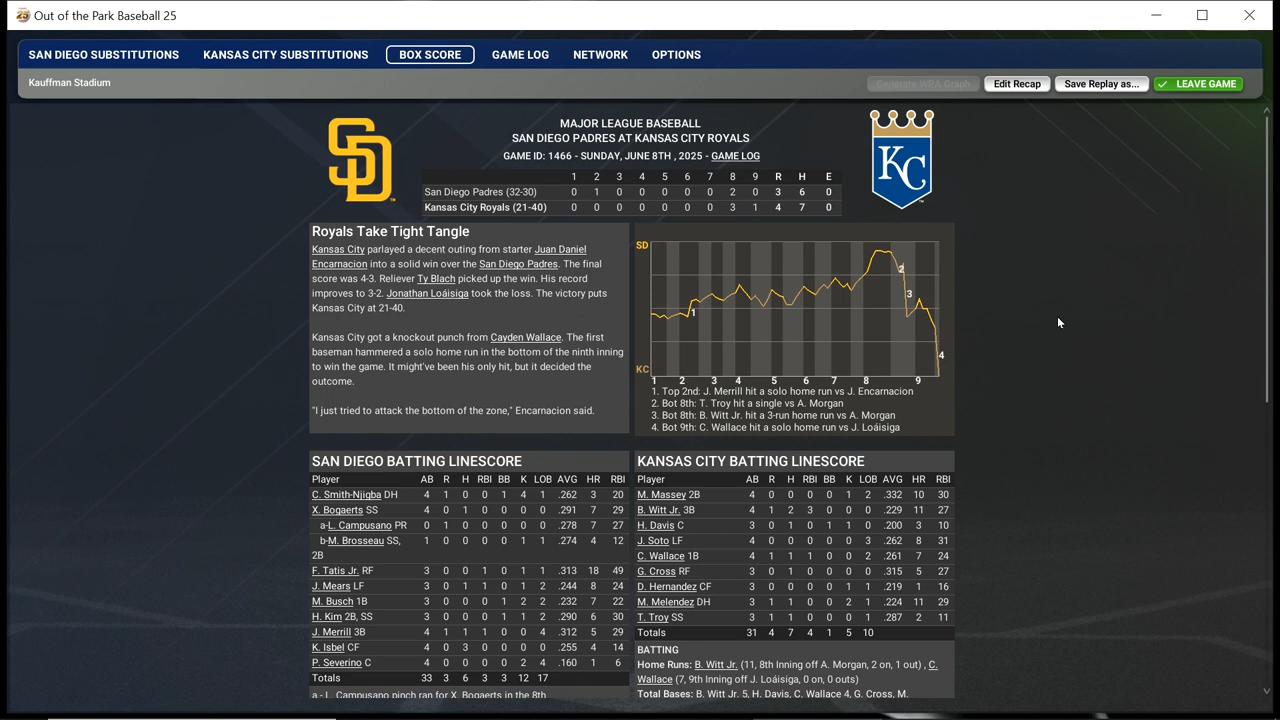 Out of the Park Baseball 25
SAN DIEGO SUBSTITUTIONS KANSAS CITY SUBSTITUTIONS BOX SCORE GAME LOG NETWORK OPTIONS
Kauffman Stadium Generate WPA Graph Edit Recap Save Replay as... LEAVE GAME
SD
KC
MAJOR LEAGUE BASEBALL
SAN DIEGO PADRES AT KANSAS CITY ROYALS
GAME ID: 1466 - SUNDAY, JUNE 8TH , 2025 - GAME LOG
1 2 3 4 5 6 7 8 9 R H E
San Diego Padres (32-30) 0 1 0 0 0 0 0 2 0 3 6 0
Kansas City Royals (21-40) 0 0 0 0 0 0 0 3 1 4 7 0
Royals Take Tight Tangle
Kansas City parlayed a decent outing from starter Juan Daniel
Encarnacion into a solid win over the San Diego Padres. The final
score was 4-3. Reliever Ty Blach picked up the win. His record
improves to 3-2. Jonathan Loáisiga took the loss. The victory puts
Kansas City at 21-40.
Kansas City got a knockout punch from Cayden Wallace. The first
baseman hammered a solo home run in the bottom of the ninth inning
to win the game. It might've been his only hit, but it decided the
outcome.
"I just tried to attack the bottom of the zone," Encarnacion said.
SD
KC
1
2
3
4
1 2 3 4 5 6 7 8 9
1. Top 2nd: J. Merrill hit a solo home run vs J. Encarnacion
2. Bot 8th: T. Troy hit a single vs A. Morgan
3. Bot 8th: B. Witt Jr. hit a 3-run home run vs A. Morgan
4. Bot 9th: C. Wallace hit a solo home run vs J. Loáisiga
SAN DIEGO BATTING LINESCORE
Player AB R H RBI BB K LOB AVG HR RBI
C. Smith-Njigba DH 4 1 0 0 1 4 1 .262 3 20
X. Bogaerts SS 4 0 1 0 0 0 0 .291 7 29
a-L. Campusano PR 0 1 0 0 0 0 0 .278 7 27
b-M. Brosseau SS, 1 0 0 0 0 1 1 .274 4 12
2B
F. Tatis Jr. RF 3 0 0 1 0 1 1 .313 18 49
J. Mears LF 3 0 1 1 0 1 2 .244 8 24
M. Busch 1B 3 0 0 0 1 2 2 .232 7 22
H. Kim 2B, SS 3 0 0 0 1 1 2 .290 6 30
J. Merrill 3B 4 1 1 1 0 0 4 .312 5 29
K. Isbel CF 4 0 3 0 0 0 0 .255 4 14
P. Severino C 4 0 0 0 0 2 4 .160 1 6
Totals 33 3 6 3 3 12 17
a - L. Campusano pinch ran for X. Bogaerts in the 8th
KANSAS CITY BATTING LINESCORE
Player AB R H RBI BB K LOB AVG HR RBI
M. Massey 2B 4 0 0 0 0 1 2 .332 10 30
B. Witt Jr. 3B 4 1 2 3 0 0 0 .229 11 27
H. Davis C 3 0 1 0 1 1 0 .200 3 10
J. Soto LF 4 0 0 0 0 0 3 .262 8 31
C. Wallace 1B 4 1 1 1 0 0 2 .261 7 24
G. Cross RF 3 0 1 0 0 0 0 .315 5 27
D. Hernandez CF 3 0 0 0 0 1 1 .219 1 16
M. Melendez DH 3 1 1 0 0 2 1 .224 11 29
T. Troy SS 3 1 1 0 0 0 1 .287 2 11
Totals 31 4 7 4 1 5 10
BATTING
Home Runs: B. Witt Jr. (11, 8th Inning off A. Morgan, 2 on, 1 out) , C.
Wallace (7, 9th Inning off J. Loáisiga, 0 on, 0 outs)
Total Bases: B. Witt Jr. 5, H. Davis, C. Wallace 4, G. Cross, M.